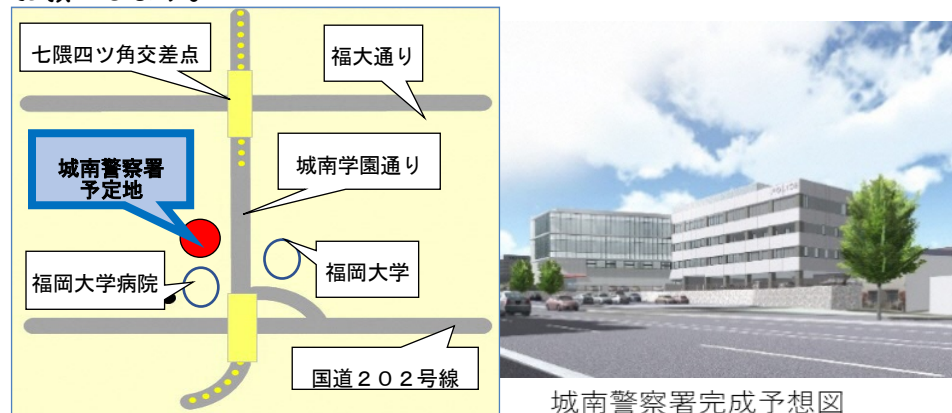 七隈四ツ角交差点
福大通り
城南警察署
予定地
城南学園通り
福岡大学病院
福岡大学
国道２０２号線
城南警察署完成予想図